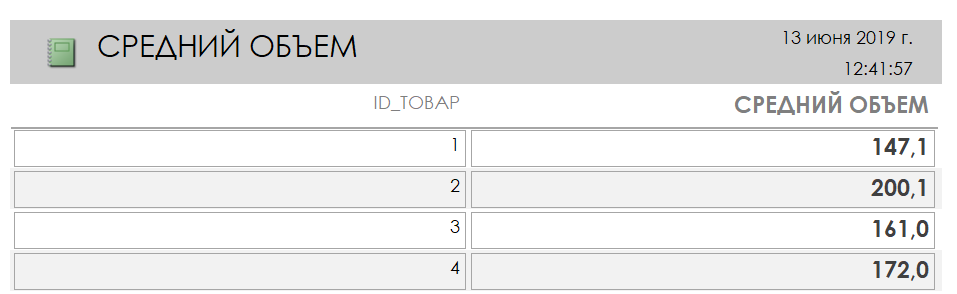 СРЕДНИЙ ОБЪЕМ
13 июня 2019 г.
12:41:57
ID_ТОВАР СРЕДНИЙ ОБЪЕМ
1 147,1
2 200,1
3 161,0
4 172,0